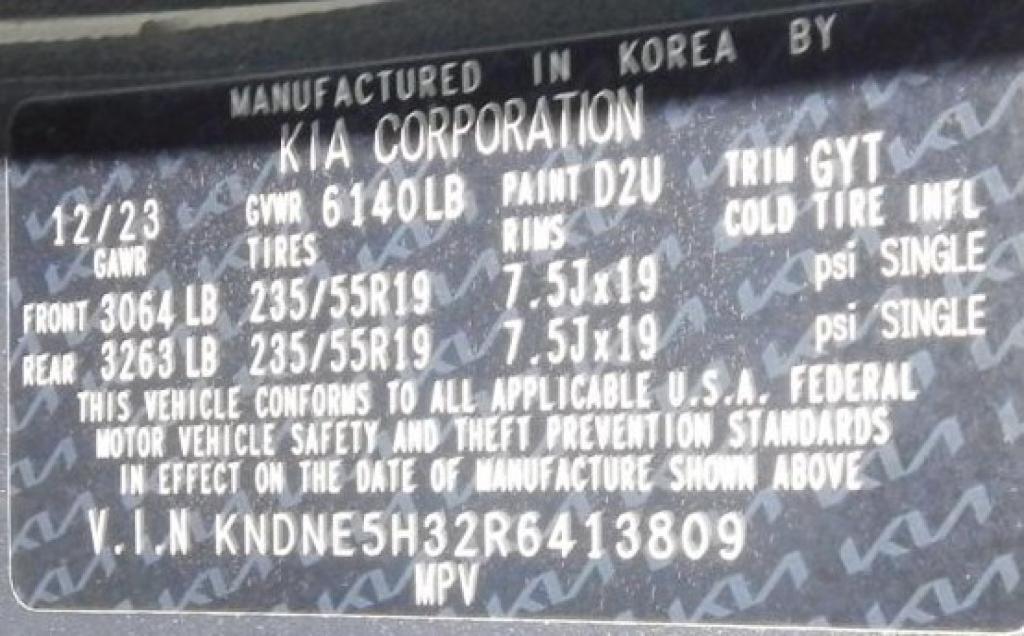 MANUFACTURED IN KOREA BY
KIA CORPORATION
12/23 GVWR 6140LB PAINT D2U TRIM GYT
GAWR TIRES RIMS COLD TIRE INFL
FRONT 3064 LB 235/55R19 7.5Jx19 psi SINGLE
REAR 3263 LB 235/55R19 7.5Jx19 psi SINGLE
THIS VEHICLE CONFORMS TO ALL APPLICABLE U.S.A. FEDERAL
MOTOR VEHICLE SAFETY AND THEFT PREVENTION STANDARDS
IN EFFECT ON THE DATE OF MANUFACTURE SHOWN ABOVE
V.I.N KNDNE5H32R6413809
MPV